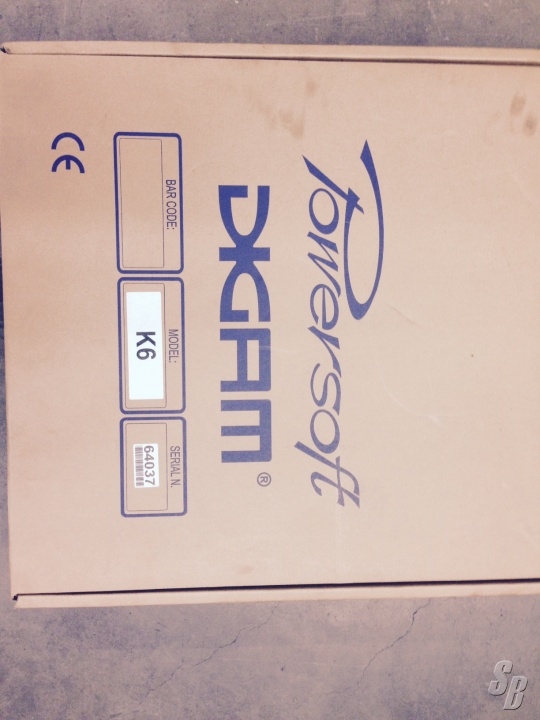 Powersoft
DIGAM®
BAR CODE:
MODEL:
K6
SERIAL N.
64037
CE
SB